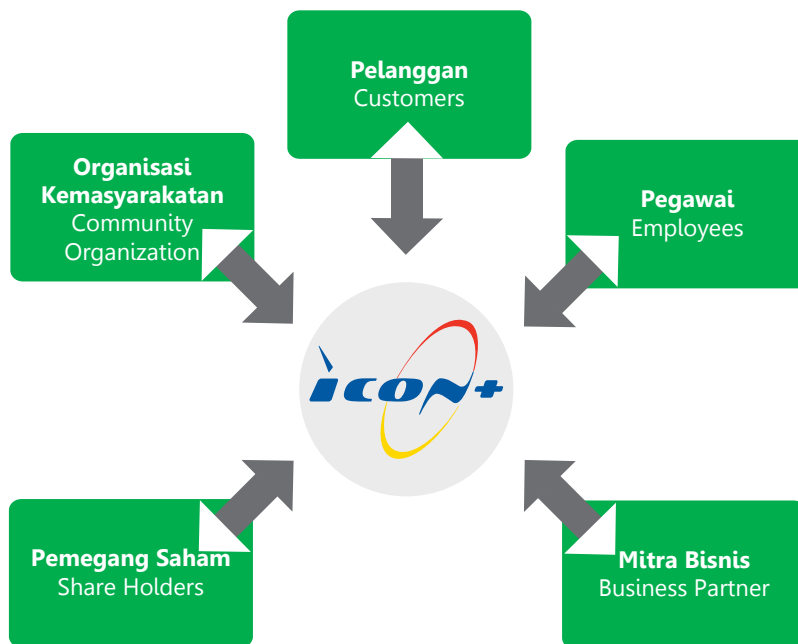 Pelanggan
Customers
Organisasi
Kemasyarakatan
Community
Organization
Pegawai
Employees
icon+
Pemegang Saham
Share Holders
Mitra Bisnis
Business Partner